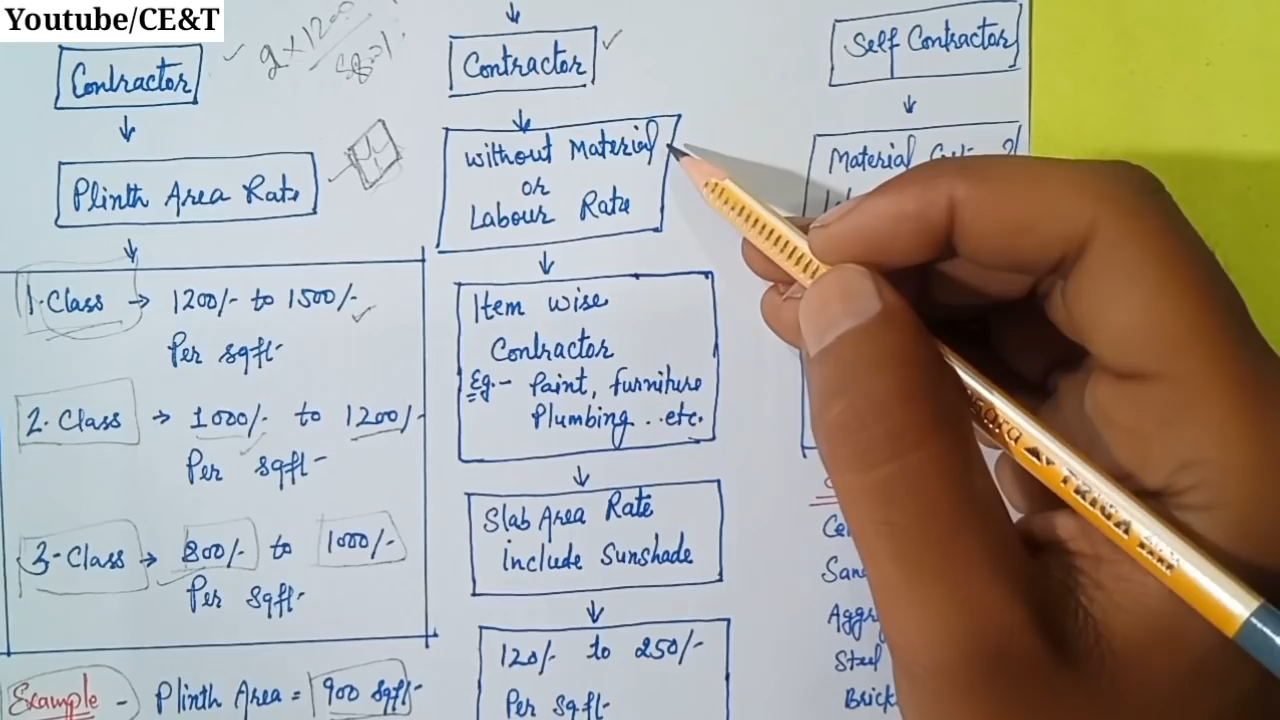 Youtube/CE&T
Contractor
Plinth Area Rate
1-Class → 1200/- to 1500/-
Per sqft-
2-Class → 1000/- to 1200/-
Per sqft-
3-Class → 800/- to 1000/-
Per sqft-
Example - Plinth Area = 900 sqft-
Contractor
without Material
or
Labour Rate
Item wise
Contractor
Eg:- Paint, furniture
Plumbing...etc.
Slab Area Rate
include Sunshade
120/- to 250/-
Per sqft-
Self Contractor
Material
Steel
Brick
TRIGA